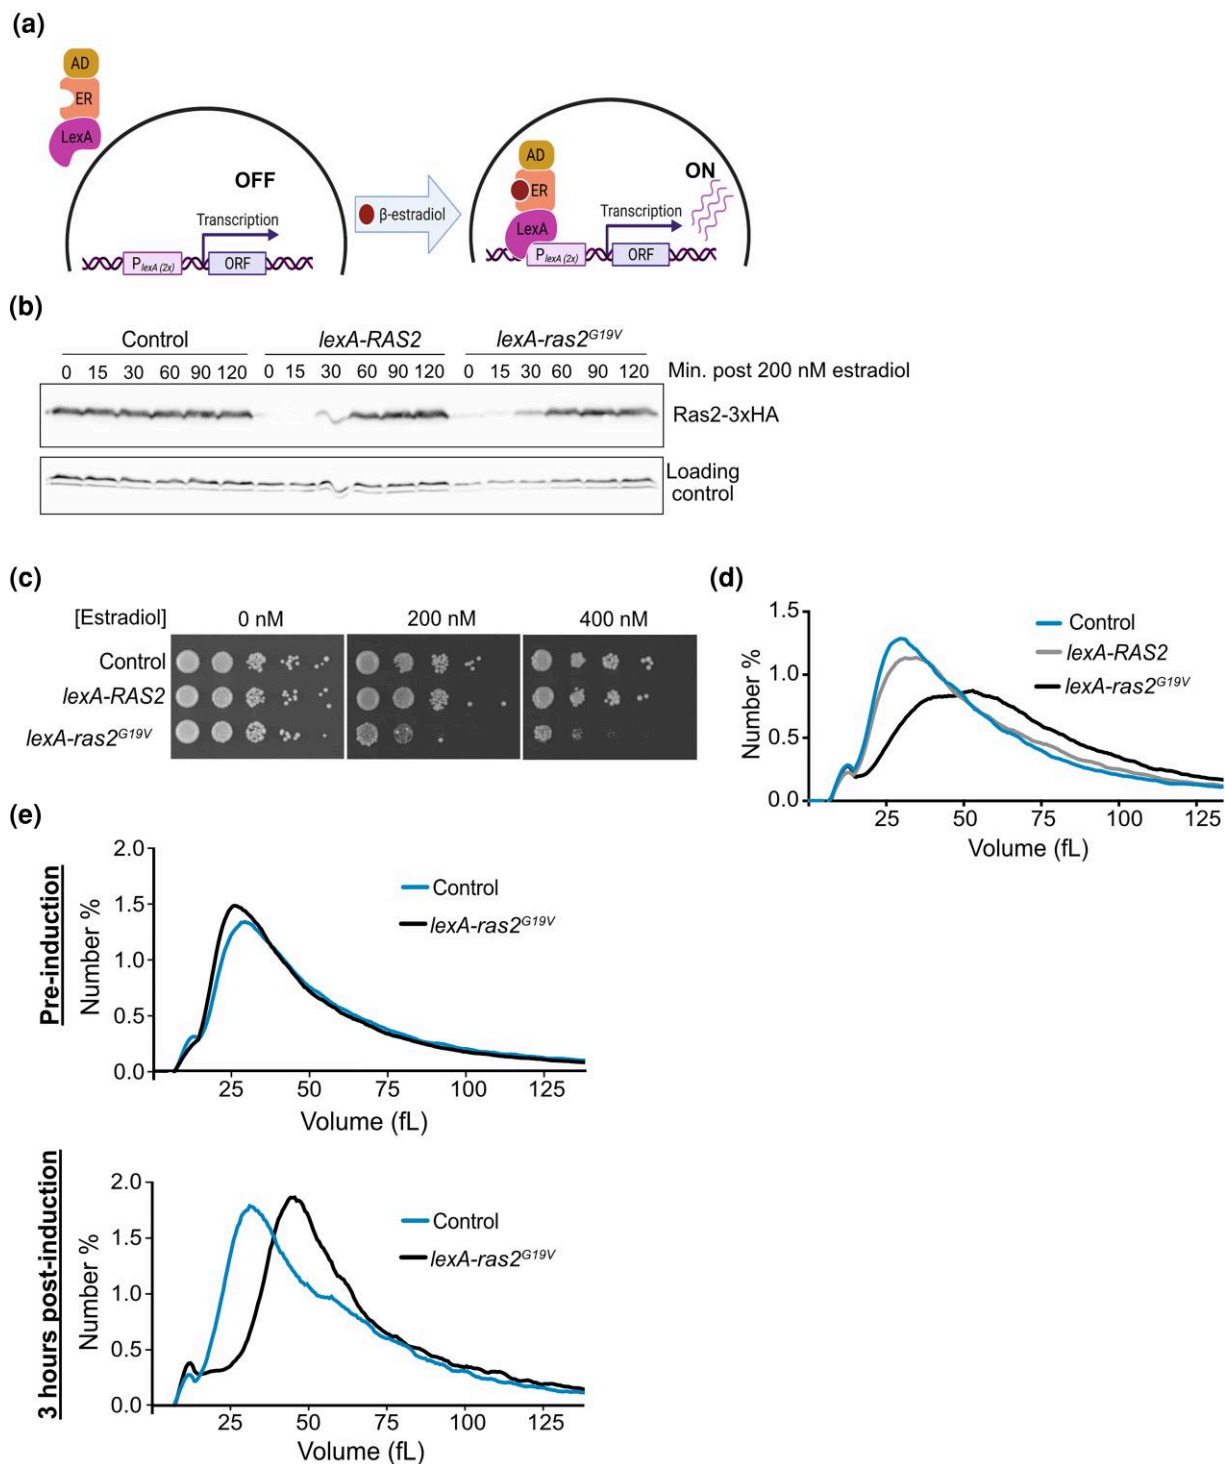 (a)
AD
ER
LexA
OFF
Transcription
PlexA (2x)
ORF
β-estradiol
AD
ER
LexA
ON
Transcription
PlexA (2x)
ORF
(b)
Control lexA-RAS2 lexA-ras2G19V
0 15 30 60 90 120 0 15 30 60 90 120 0 15 30 60 90 120 Min. post 200 nM estradiol
Ras2-3xHA
Loading
control
(c)
[Estradiol] 0 nM 200 nM 400 nM
Control
lexA-RAS2
lexA-ras2G19V
(d)
Number %
1.5
1.0
0.5
0.0
25 50 75 100 125
Volume (fL)
Control
lexA-RAS2
lexA-ras2G19V
(e)
Pre-induction
Number %
2.0
1.5
1.0
0.5
0.0
25 50 75 100 125
Volume (fL)
Control
lexA-ras2G19V
3 hours post-induction
Number %
2.0
1.5
1.0
0.5
0.0
25 50 75 100 125
Volume (fL)
Control
lexA-ras2G19V